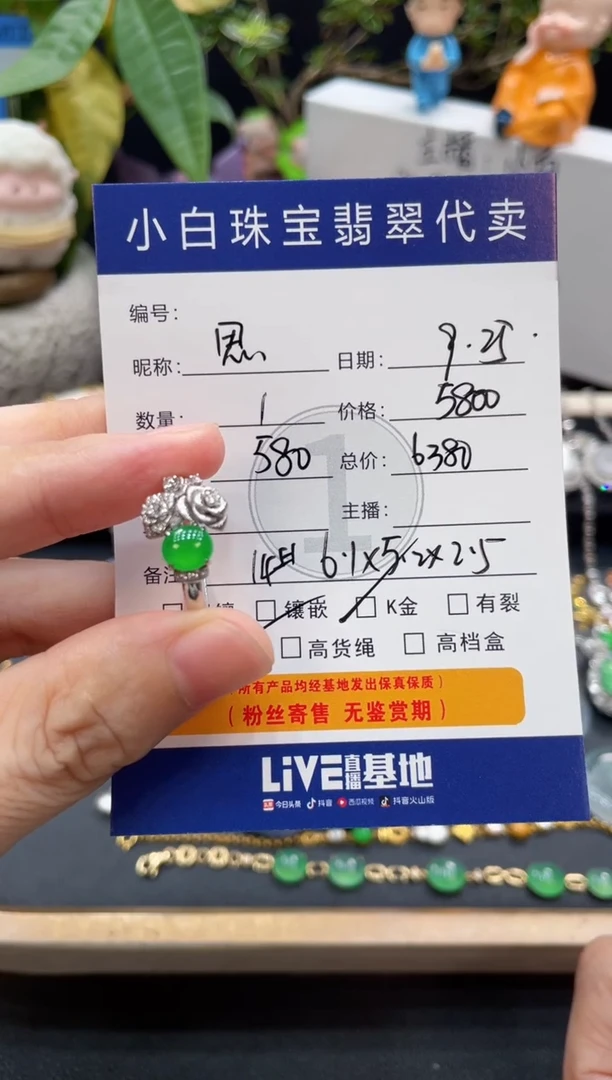 小白珠宝翡翠代卖
编号:
昵称: 恩 日期: 9.25.
数量: 1 价格: 5800
580 总价: 6380
主播:
备注 14# 6.1x5.2x2.5
镶嵌 K金 有裂
高货绳 高档盒
所有产品均经基地发出保真保质)
(粉丝寄售 无鉴赏期)
LiVE直播基地
今日头条 抖音 西瓜视频 抖音火山版